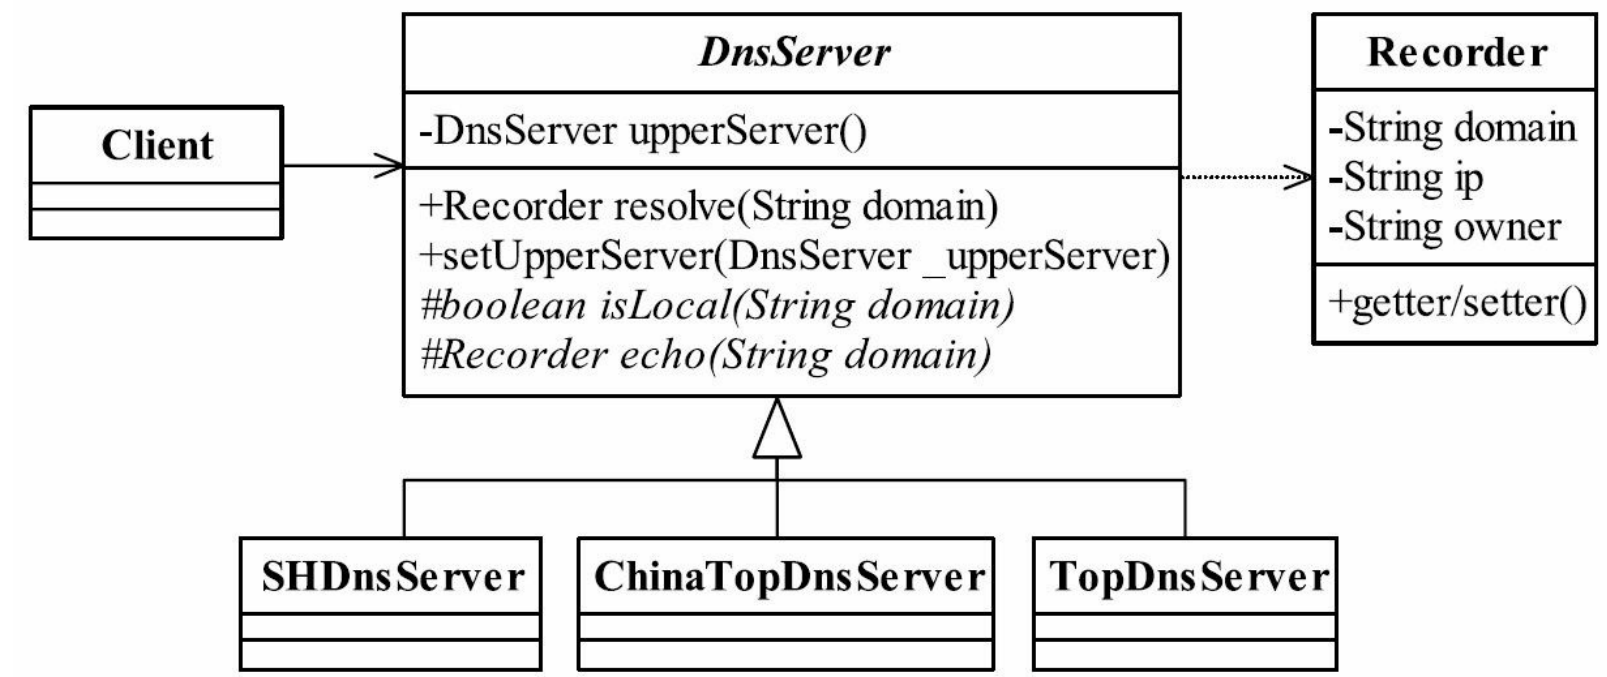 DnsServer
-DnsServer upperServer()
+Recorder resolve(String domain)
+setUpperServer(DnsServer _upperServer)
#boolean isLocal(String domain)
#Recorder echo(String domain)
Recorder
-String domain
-String ip
-String owner
+getter/setter()
Client
SHDnsServer
ChinaTopDnsServer
TopDnsServer